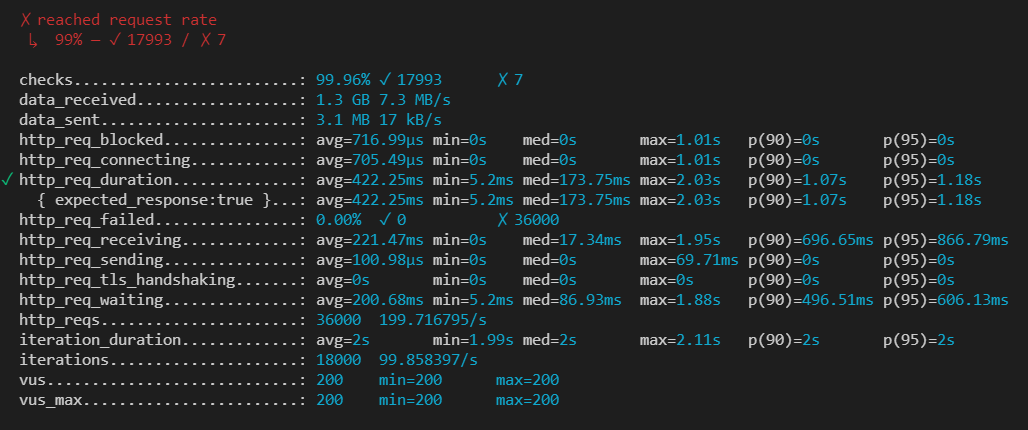 ✗ reached request rate
↳ 99% — ✓ 17993 / ✗ 7
checks.........................: 99.96% ✓ 17993 ✗ 7
data_received..................: 1.3 GB 7.3 MB/s
data_sent......................: 3.1 MB 17 kB/s
http_req_blocked...............: avg=716.99µs min=0s med=0s max=1.01s p(90)=0s p(95)=0s
http_req_connecting............: avg=705.49µs min=0s med=0s max=1.01s p(90)=0s p(95)=0s
✓ http_req_duration..............: avg=422.25ms min=5.2ms med=173.75ms max=2.03s p(90)=1.07s p(95)=1.18s
{ expected_response:true }...: avg=422.25ms min=5.2ms med=173.75ms max=2.03s p(90)=1.07s p(95)=1.18s
http_req_failed................: 0.00% ✓ 0 ✗ 36000
http_req_receiving.............: avg=221.47ms min=0s med=17.34ms max=1.95s p(90)=696.65ms p(95)=866.79ms
http_req_sending...............: avg=100.98µs min=0s med=0s max=69.71ms p(90)=0s p(95)=0s
http_req_tls_handshaking.......: avg=0s min=0s med=0s max=0s p(90)=0s p(95)=0s
http_req_waiting...............: avg=200.68ms min=5.2ms med=86.93ms max=1.88s p(90)=496.51ms p(95)=606.13ms
http_reqs......................: 36000 199.716795/s
iteration_duration.............: avg=2s min=1.99s med=2s max=2.11s p(90)=2s p(95)=2s
iterations.....................: 18000 99.858397/s
vus............................: 200 min=200 max=200
vus_max........................: 200 min=200 max=200